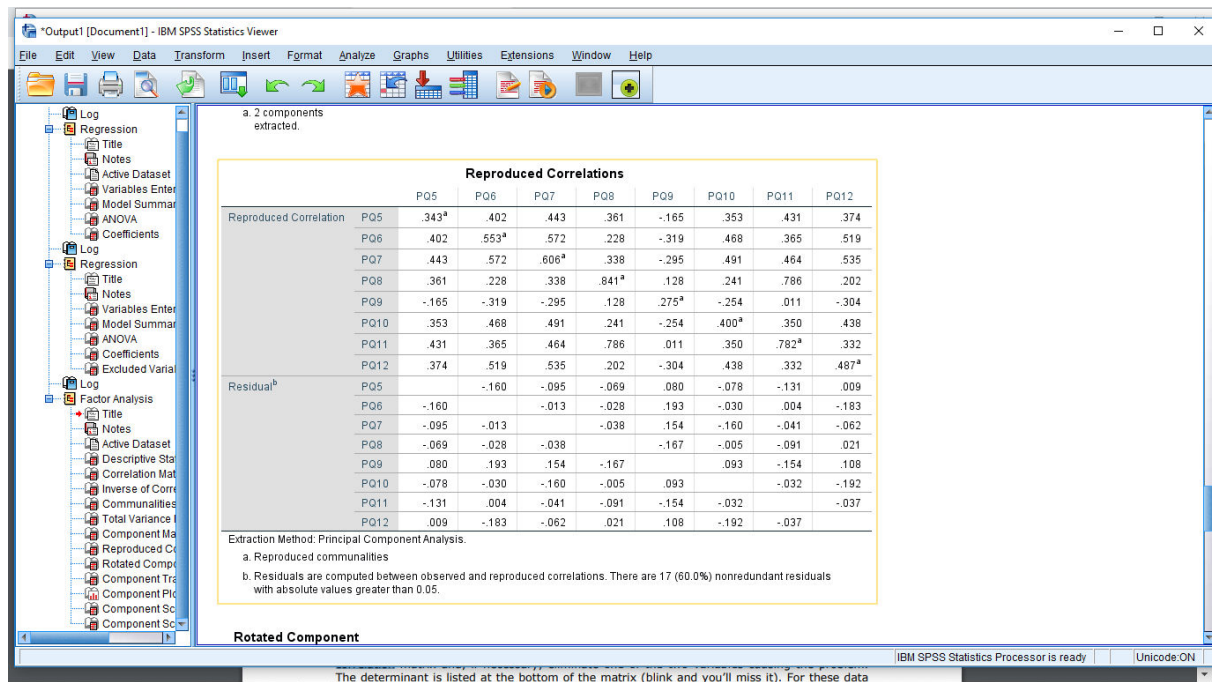 *Output1 [Document1] - IBM SPSS Statistics Viewer
File Edit View Data Transform Insert Format Analyze Graphs Utilities Extensions Window Help
Log
Regression
Title
Notes
Active Dataset
Variables Enter
Model Summar
ANOVA
Coefficients
Log
Regression
Title
Notes
Variables Enter
Model Summar
ANOVA
Coefficients
Excluded Varial
Log
Factor Analysis
Title
Notes
Active Dataset
Descriptive Stat
Correlation Mat
Inverse of Corre
Communalities
Total Variance
Component Ma
Reproduced Co
Rotated Compo
Component Tra
Component Plo
Component Sc
Component Sc
a. 2 components
extracted.
Reproduced Correlations
PQ5 PQ6 PQ7 PQ8 PQ9 PQ10 PQ11 PQ12
Reproduced Correlation PQ5 .343a .402 .443 .361 -.165 .353 .431 .374
PQ6 .402 .553a .572 .228 -.319 .468 .365 .519
PQ7 .443 .572 .606a .338 -.295 .491 .464 .535
PQ8 .361 .228 .338 .841a .128 .241 .786 .202
PQ9 -.165 -.319 -.295 .128 .275a -.254 .011 -.304
PQ10 .353 .468 .491 .241 -.254 .400a .350 .438
PQ11 .431 .365 .464 .786 .011 .350 .782a .332
PQ12 .374 .519 .535 .202 -.304 .438 .332 .487a
Residualb PQ5 -.160 -.095 -.069 .080 -.078 -.131 .009
PQ6 -.160 -.013 -.028 .193 -.030 .004 -.183
PQ7 -.095 -.013 -.038 .154 -.160 -.041 -.062
PQ8 -.069 -.028 -.038 -.167 -.005 -.091 .021
PQ9 .080 .193 .154 -.167 .093 -.154 .108
PQ10 -.078 -.030 -.160 -.005 .093 -.032 -.192
PQ11 -.131 .004 -.041 -.091 -.154 -.032 -.037
PQ12 .009 -.183 -.062 .021 .108 -.192 -.037
Extraction Method: Principal Component Analysis.
a. Reproduced communalities
b. Residuals are computed between observed and reproduced correlations. There are 17 (60.0%) nonredundant residuals
with absolute values greater than 0.05.
Rotated Component
IBM SPSS Statistics Processor is ready Unicode:ON
The determinant is listed at the bottom of the matrix (blink and you'll miss it). For these data